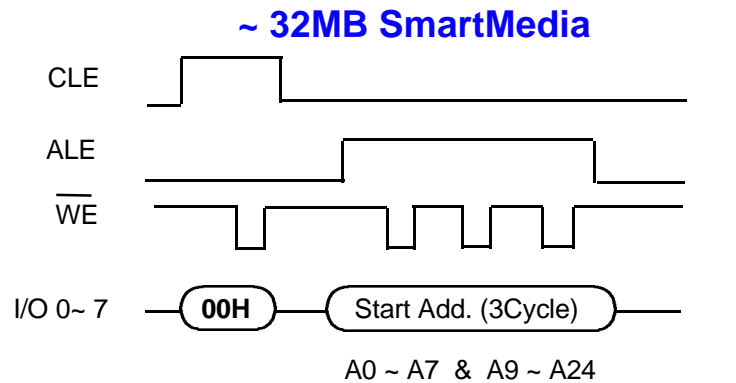 ~ 32MB SmartMedia
CLE
ALE
WE
I/O 0~ 7
00H
Start Add. (3Cycle)
A0 ~ A7 & A9 ~ A24